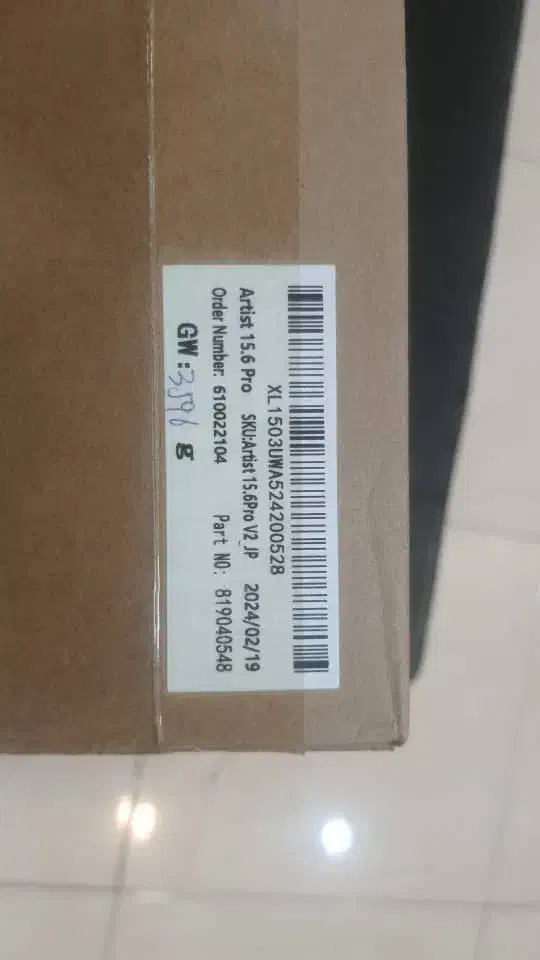 XL1503UWA524200528
Artist 15.6 Pro SKU:Artist 15.6Pro V2_JP 2024/02/19
Order Number: 610022104 Part NO: 819040548
GW: 3596 g